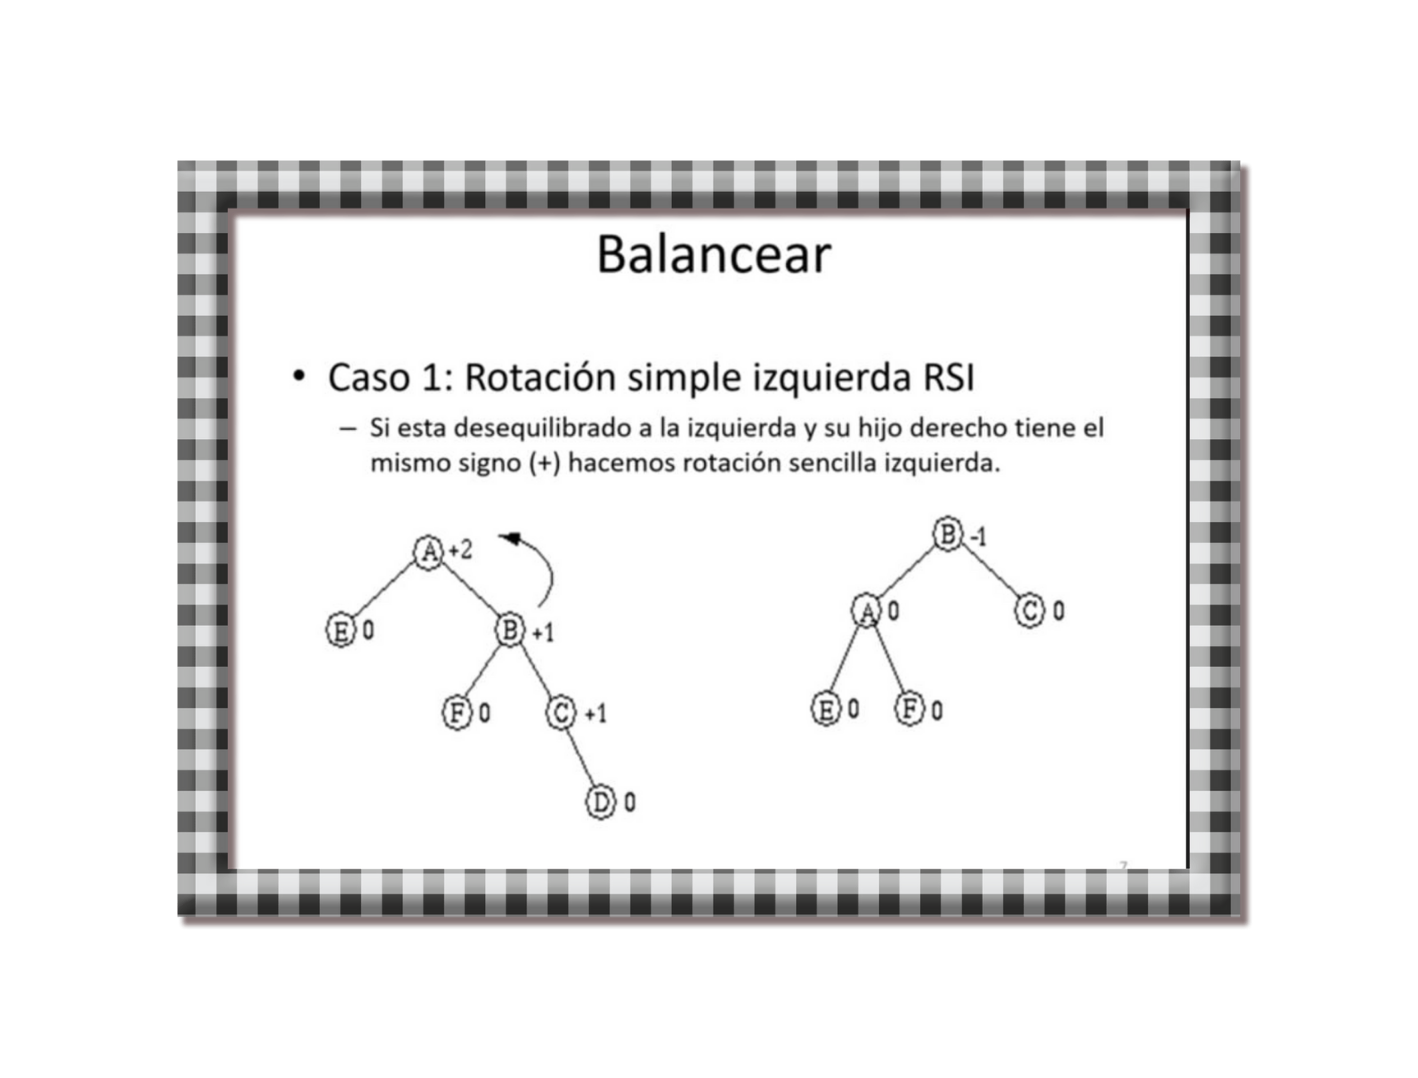 Balancear
• Caso 1: Rotación simple izquierda RSI
– Si esta desequilibrado a la izquierda y su hijo derecho tiene el
mismo signo (+) hacemos rotación sencilla izquierda.
A +2
E 0
B +1
F 0
C +1
D 0
B -1
A 0
C 0
E 0
F 0
7